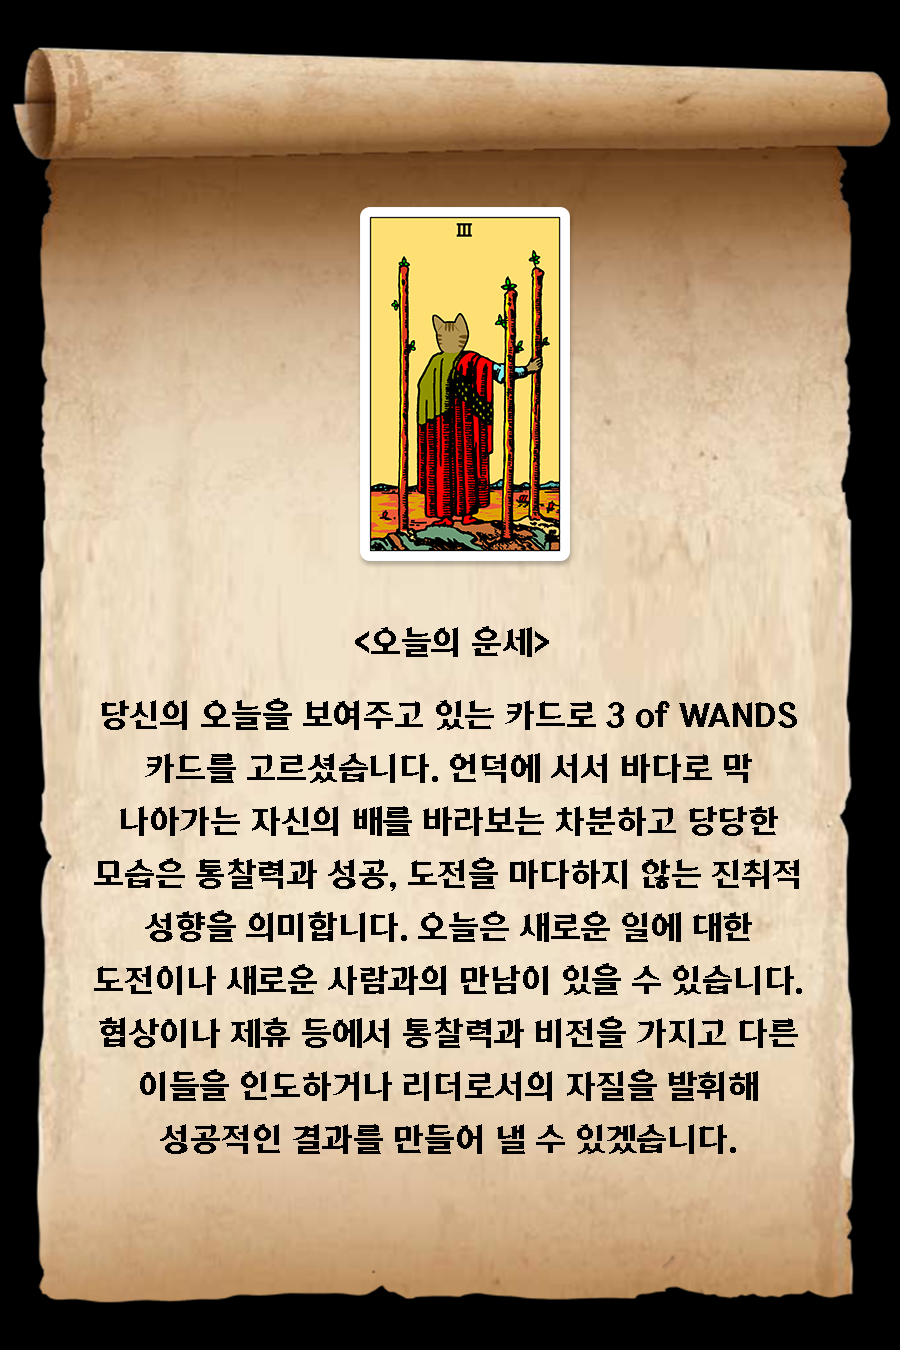 III
<오늘의 운세>
당신의 오늘을 보여주고 있는 카드로 3 of WANDS
카드를 고르셨습니다. 언덕에 서서 바다로 막
나아가는 자신의 배를 바라보는 차분하고 당당한
모습은 통찰력과 성공, 도전을 마다하지 않는 진취적
성향을 의미합니다. 오늘은 새로운 일에 대한
도전이나 새로운 사람과의 만남이 있을 수 있습니다.
협상이나 제휴 등에서 통찰력과 비전을 가지고 다른
이들을 인도하거나 리더로서의 자질을 발휘해
성공적인 결과를 만들어 낼 수 있겠습니다.